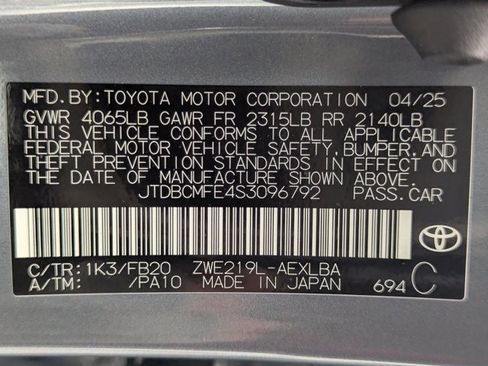 MFD.BY: TOYOTA MOTOR CORPORATION 04/25
GVWR 4065LB GAWR FR 2315LB RR 2140LB
THIS VEHICLE CONFORMS TO ALL APPLICABLE
FEDERAL MOTOR VEHICLE SAFETY, BUMPER, AND
THEFT PREVENTION STANDARDS IN EFFECT ON
THE DATE OF MANUFACTURE SHOWN ABOVE.
JTDBCMFE4S3096792 PASS.CAR
TOYOTA
C/TR: 1K3/FB20 ZWE219L-AEXLBA
A/TM: /PA10 MADE IN JAPAN 694 C